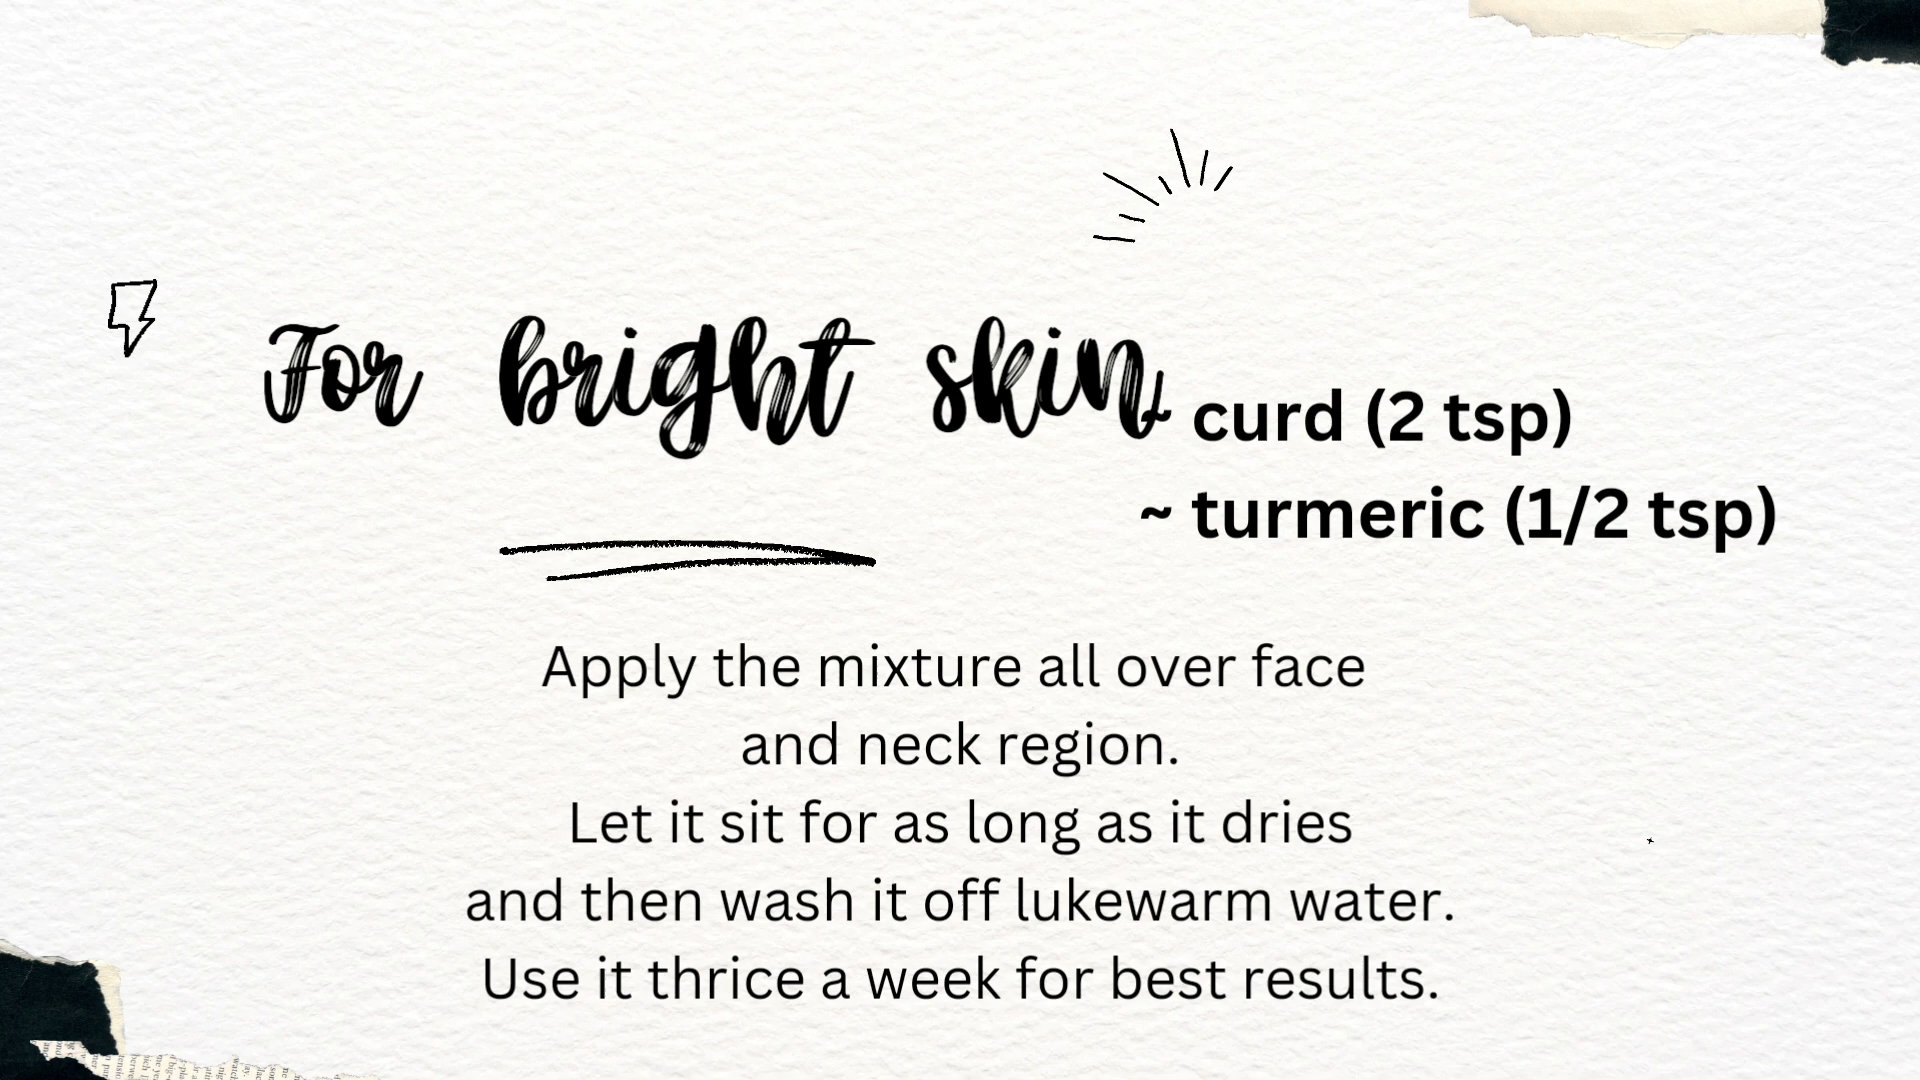 For bright skin
~ curd (2 tsp)
~ turmeric (1/2 tsp)
Apply the mixture all over face
and neck region.
Let it sit for as long as it dries
and then wash it off lukewarm water.
Use it thrice a week for best results.